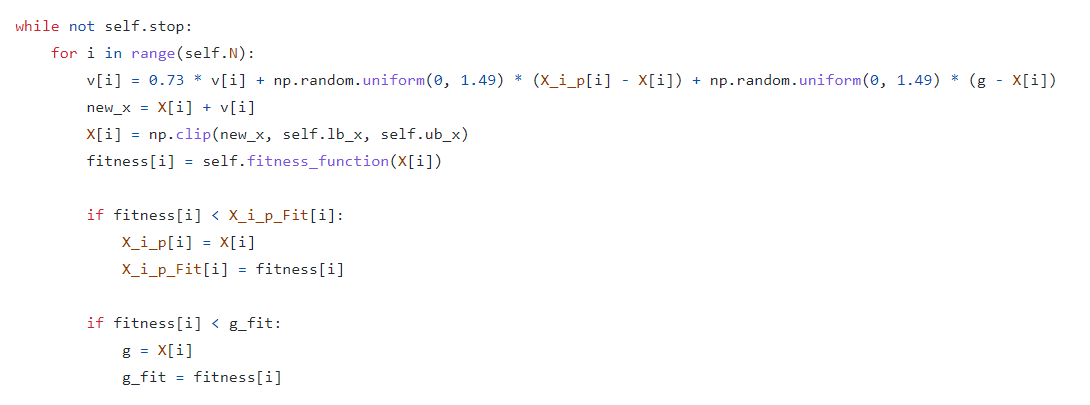 while not self.stop:
    for i in range(self.N):
        v[i] = 0.73 * v[i] + np.random.uniform(0, 1.49) * (X_i_p[i] - X[i]) + np.random.uniform(0, 1.49) * (g - X[i])
        new_x = X[i] + v[i]
        X[i] = np.clip(new_x, self.lb_x, self.ub_x)
        fitness[i] = self.fitness_function(X[i])

        if fitness[i] < X_i_p_Fit[i]:
            X_i_p[i] = X[i]
            X_i_p_Fit[i] = fitness[i]

        if fitness[i] < g_fit:
            g = X[i]
            g_fit = fitness[i]